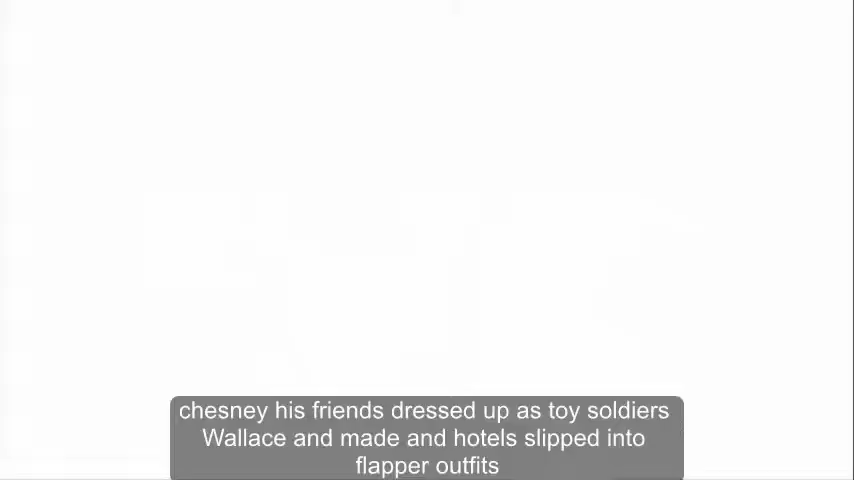 chesney his friends dressed up as toy soldiers
Wallace and made and hotels slipped into
flapper outfits